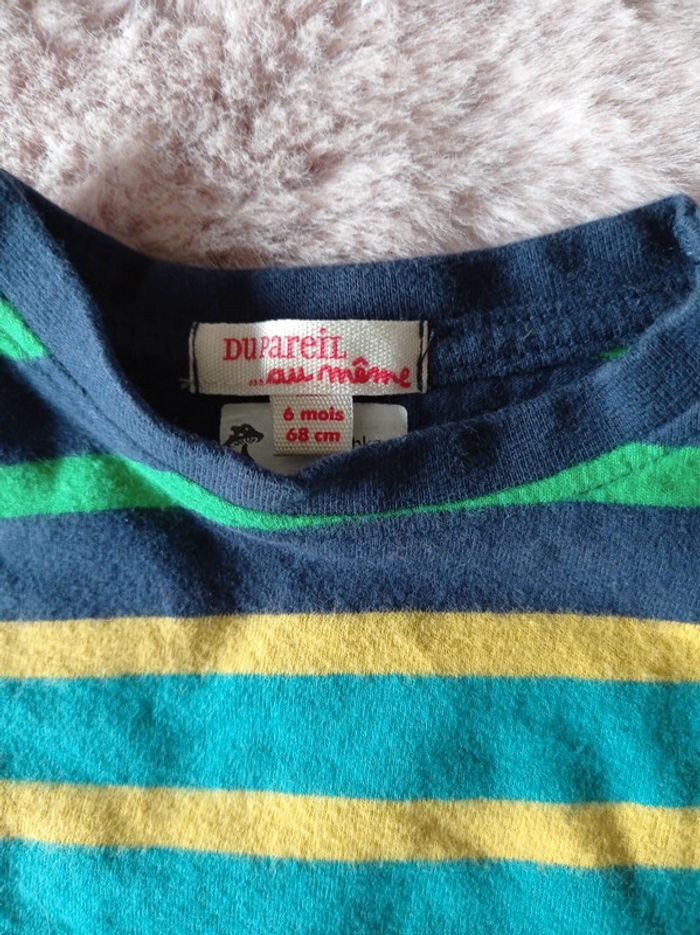 DUPAREIL
...au même
6 mois
68 cm